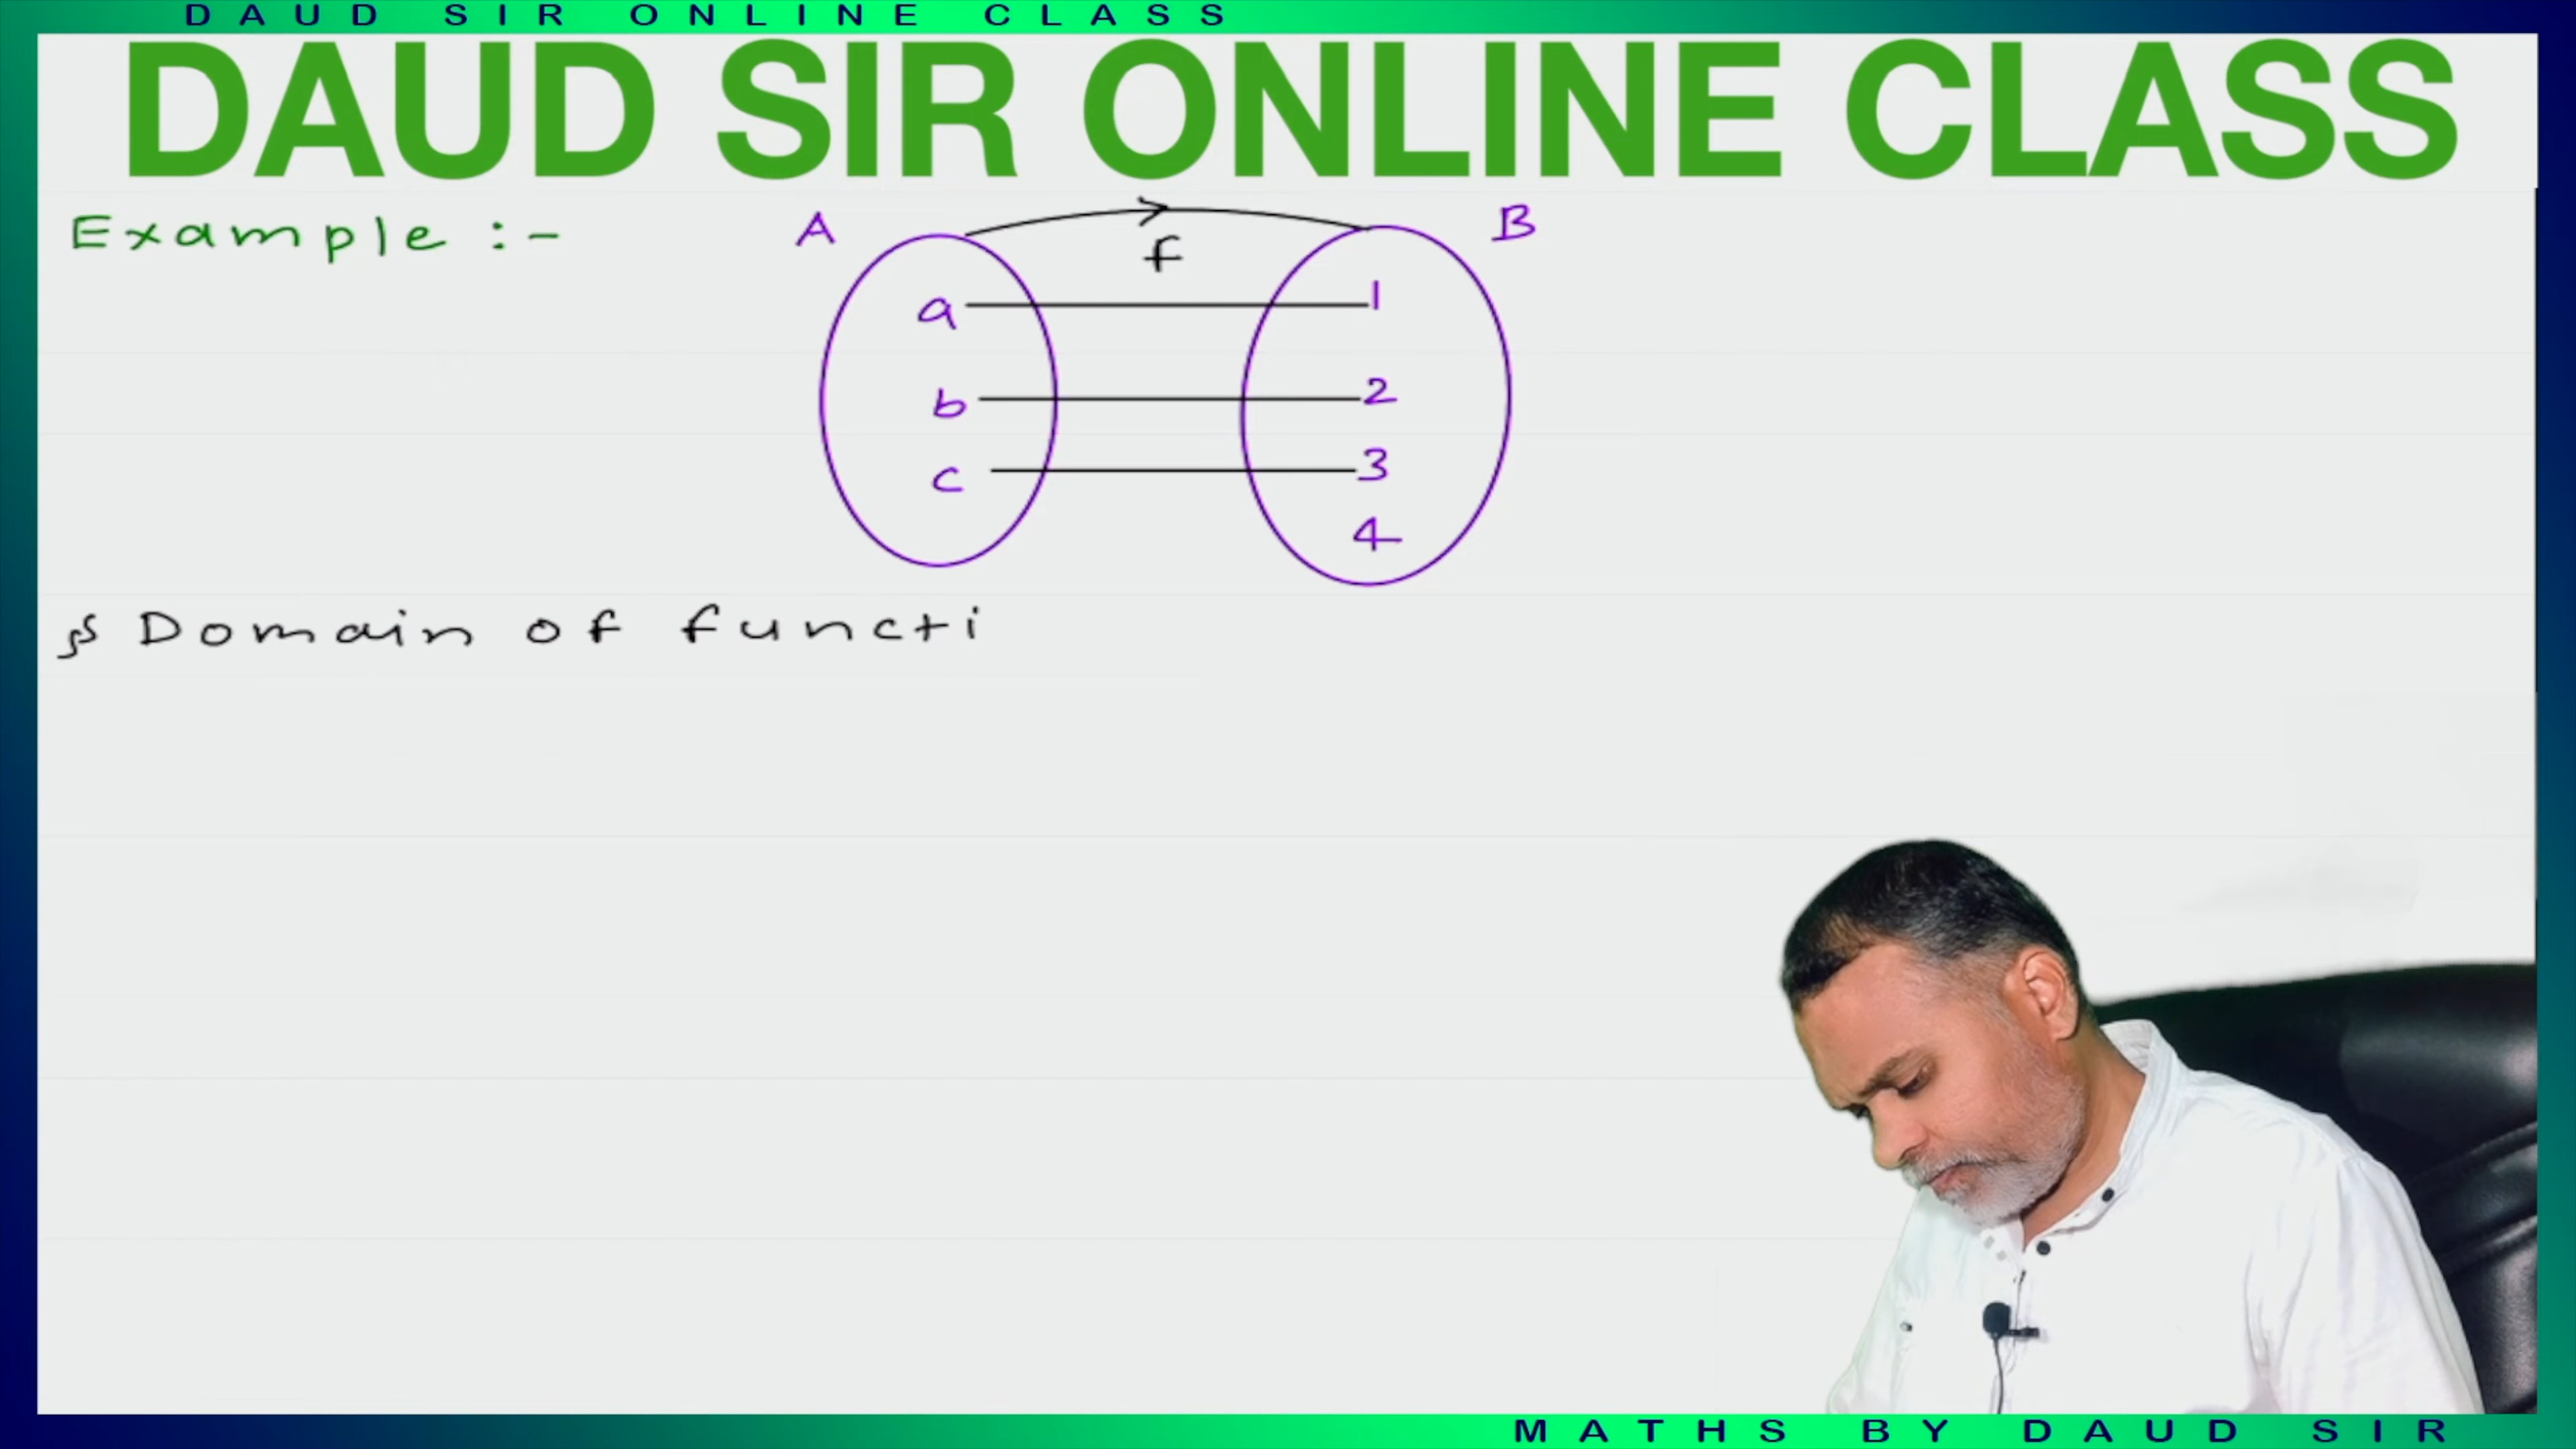 DAUD SIR ONLINE CLASS
DAUD SIR ONLINE CLASS
Example :-
A
B
f
a
1
b
2
c
3
4
Domain of functi
MATHS BY DAUD SIR